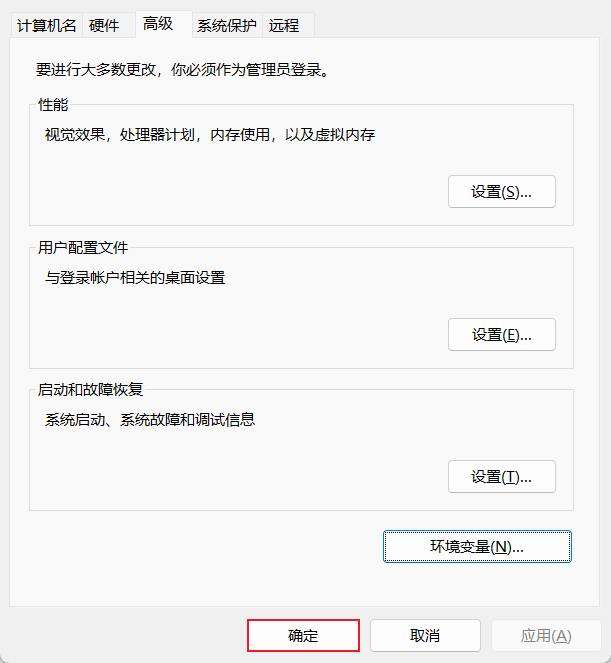 计算机名 硬件 高级 系统保护 远程
要进行大多数更改，你必须作为管理员登录。
性能
视觉效果，处理器计划，内存使用，以及虚拟内存
设置(S)...
用户配置文件
与登录帐户相关的桌面设置
设置(E)...
启动和故障恢复
系统启动、系统故障和调试信息
设置(T)...
环境变量(N)...
确定 取消 应用(A)